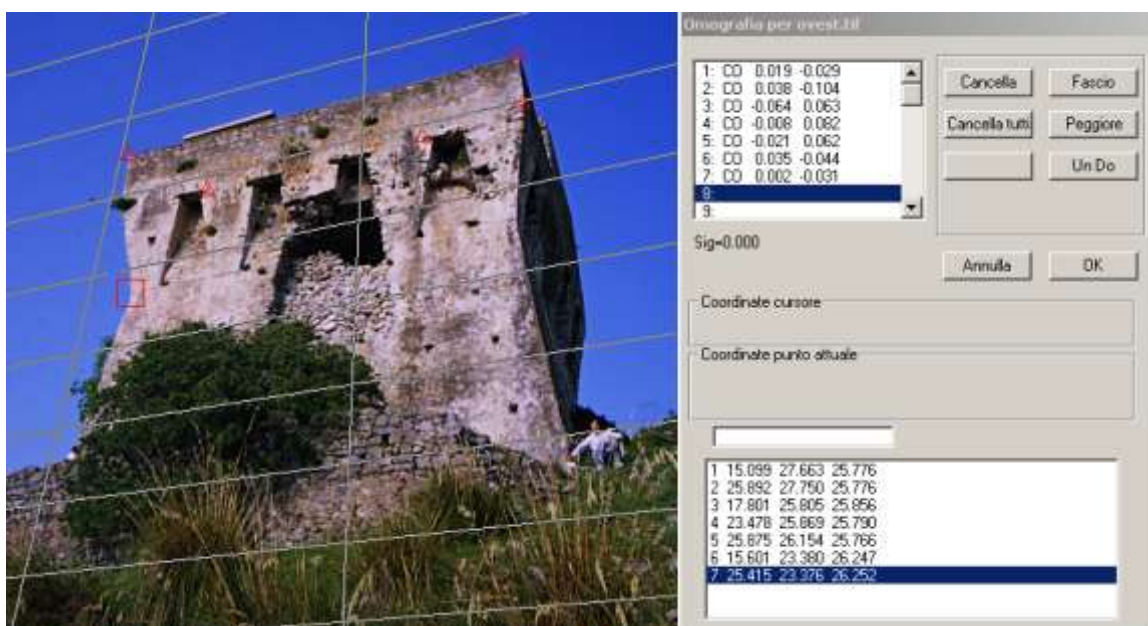 Omografia per ovest.til
1: CO 0.019 -0.029
2: CO 0.038 -0.104
3: CO -0.064 0.063
4: CO -0.008 0.082
5: CO -0.021 0.062
6: CO 0.035 -0.044
7: CO 0.002 -0.031
8:
9:
Cancella
Fascio
Cancella tutti
Peggiore
Un Do
Sig=0.000
Annulla
OK
Coordinate cursore
Coordinate punto attuale
1 15.099 27.663 25.776
2 25.892 27.750 25.776
3 17.801 25.805 25.856
4 23.478 25.869 25.790
5 25.875 26.154 25.766
6 15.601 23.380 26.247
7 25.415 23.376 26.252